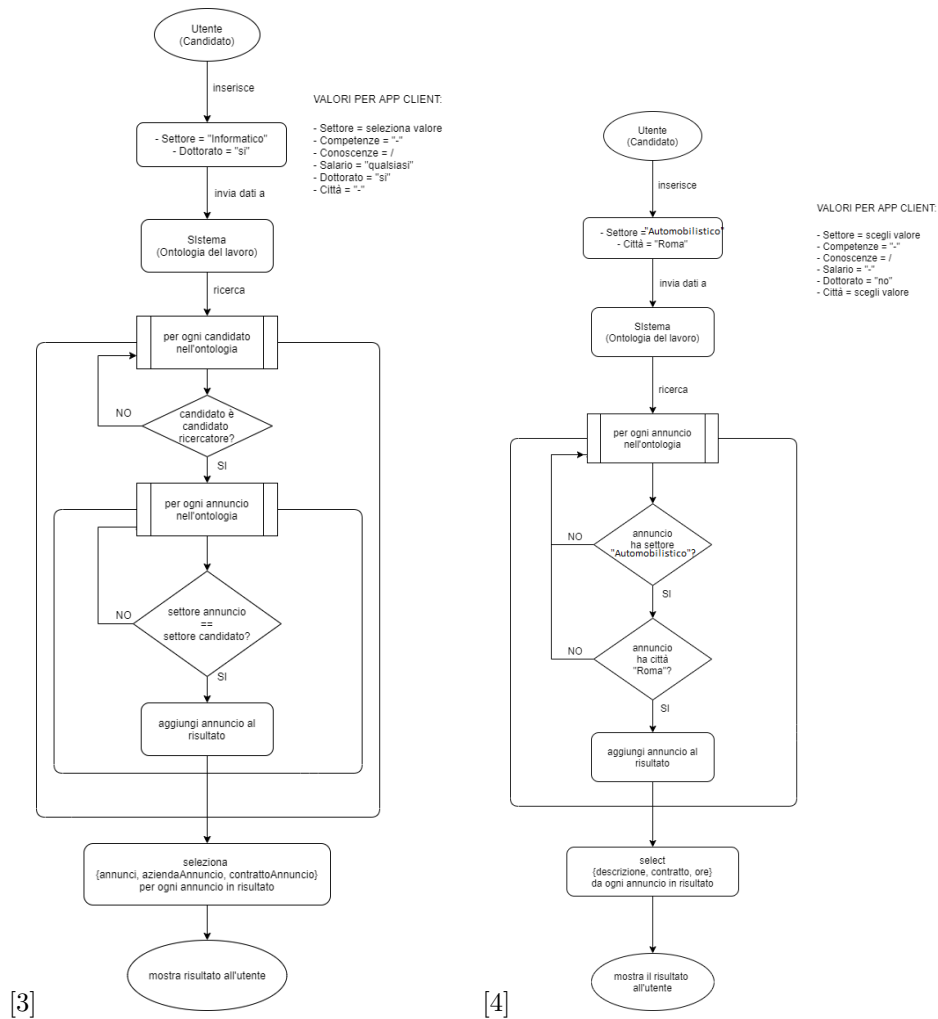 Utente
(Candidato)
inserisce
- Settore = "Informatico"
- Dottorato = "si"
invia dati a
SIstema
(Ontologia del lavoro)
ricerca
per ogni candidato
nell'ontologia
NO
candidato è
candidato
ricercatore?
SI
per ogni annuncio
nell'ontologia
NO
settore annuncio
==
settore candidato?
SI
aggiungi annuncio al
risultato
seleziona
{annunci, aziendaAnnuncio, contrattoAnnuncio}
per ogni annuncio in risultato
mostra risultato all'utente
VALORI PER APP CLIENT:
- Settore = seleziona valore
- Competenze = "-"
- Conoscenze = /
- Salario = "qualsiasi"
- Dottorato = "si"
- Città = "-"
[3]
Utente
(Candidato)
inserisce
- Settore ="Automobilistico"
- Città = "Roma"
invia dati a
SIstema
(Ontologia del lavoro)
ricerca
per ogni annuncio
nell'ontologia
NO
annuncio
ha settore
"Automobilistico"?
SI
NO
annuncio
ha città
"Roma"?
SI
aggiungi annuncio al
risultato
select
{descrizione, contratto, ore}
da ogni annuncio in risultato
mostra il risultato
all'utente
VALORI PER APP CLIENT:
- Settore = scegli valore
- Competenze = "-"
- Conoscenze = /
- Salario = "-"
- Dottorato = "no"
- Città = scegli valore
[4]